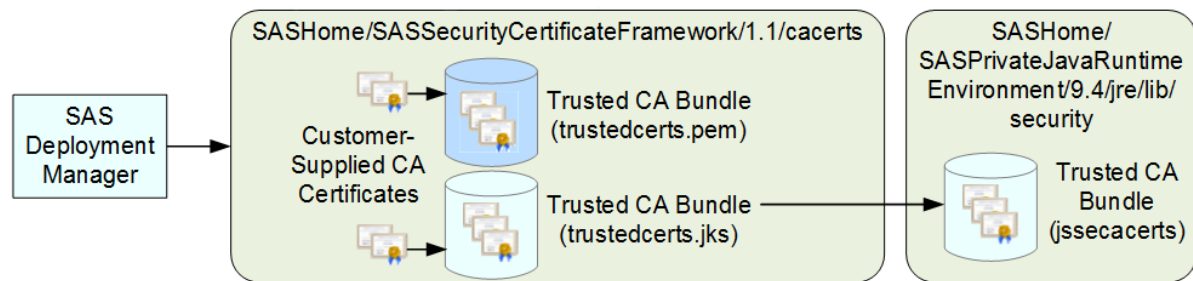 SAS
Deployment
Manager
SASHome/SASSecurityCertificateFramework/1.1/cacerts
Customer-
Supplied CA
Certificates
Trusted CA Bundle
(trustedcerts.pem)
Trusted CA Bundle
(trustedcerts.jks)
SASHome/
SASPrivateJavaRuntime
Environment/9.4/jre/lib/
security
Trusted CA
Bundle
(jssecacerts)